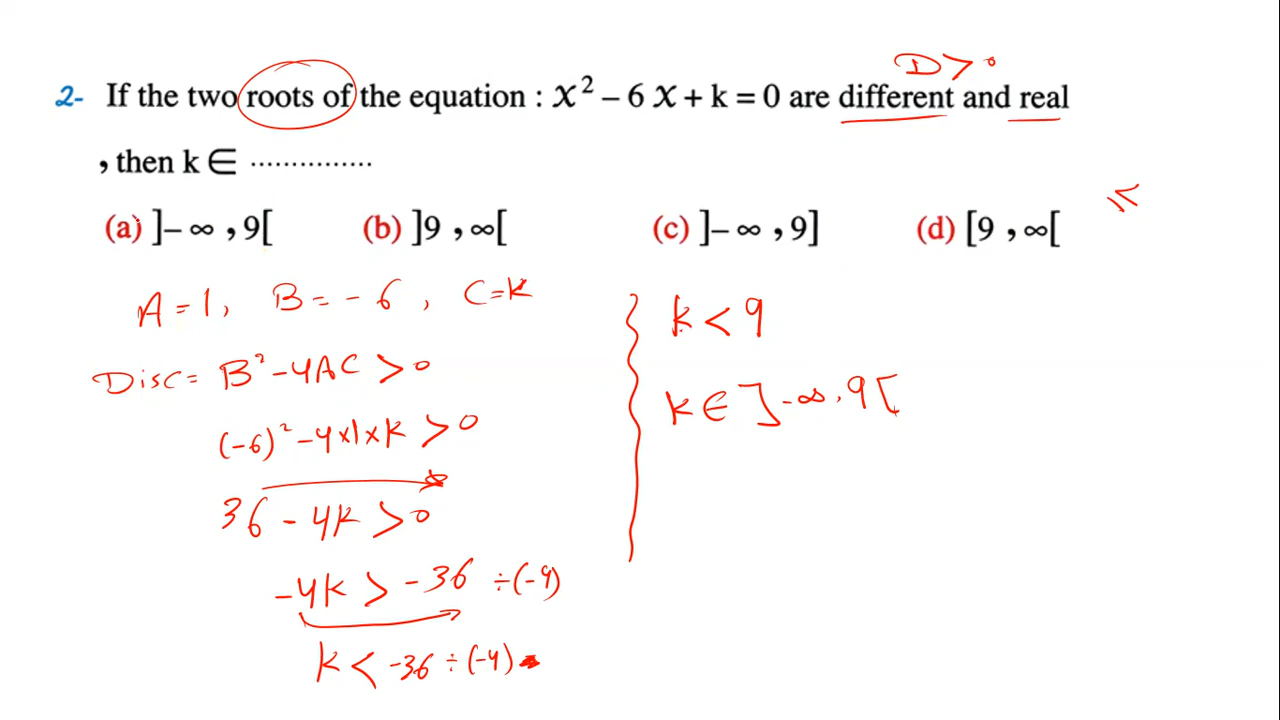 D > 0
2- If the two roots of the equation : x² – 6 x + k = 0 are different and real
, then k ∈ ...............
(a) ]– ∞ , 9[ (b) ]9 , ∞[ (c) ]– ∞ , 9] (d) [9 , ∞[
≤
A = 1, B = - 6, C = k
Disc = B² - 4AC > 0
(-6)² - 4×1×k > 0
36 - 4k > 0
-4k > -36 ÷(-4)
k < -36 ÷ (-4)
k < 9
k ∈ ]-∞, 9[